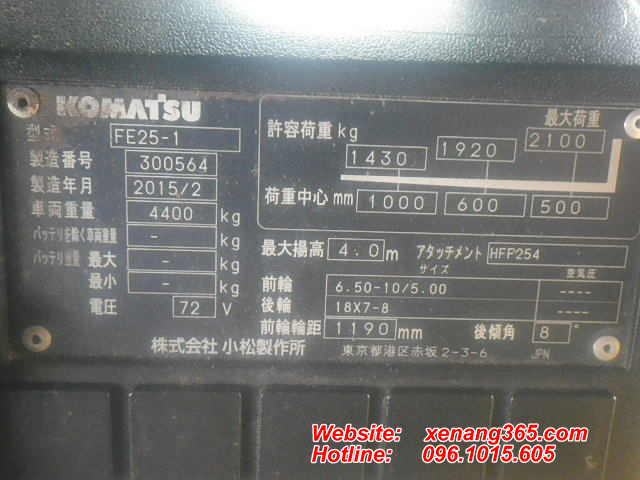 KOMATSU
型式 FE25-1
製造番号 300564
製造年月 2015/2
車両重量 4400 kg
バッテリを除く車両重量 - kg
バッテリ重量 最大 - kg
最小 - kg
電圧 72 V
許容荷重 kg 1430 1920 最大荷重 2100
荷重中心 mm 1000 600 500
最大揚高 4.0 m アタッチメント HFP254
サイズ 空気圧
前輪 6.50-10/5.00 ----
後輪 18X7-8 ----
前輪輪距 1190 mm 後傾角 8°
株式会社 小松製作所 東京都港区赤坂 2-3-6 JPN
Website: xenang365.com
Hotline: 096.1015.605